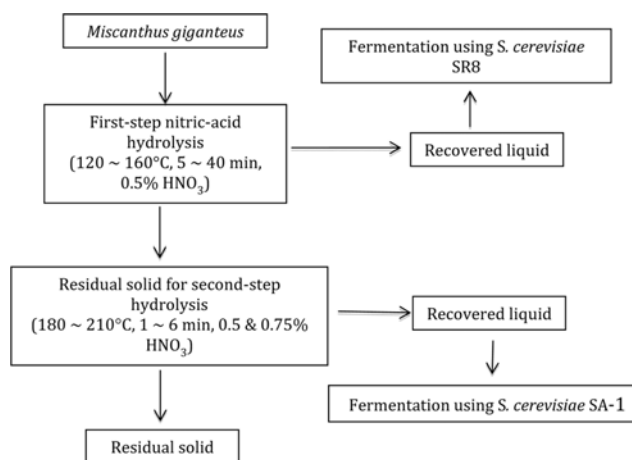 Miscanthus giganteus
Fermentation using S. cerevisiae
SR8
First-step nitric-acid
hydrolysis
(120 ~ 160°C, 5 ~ 40 min,
0.5% HNO₃)
Recovered liquid
Residual solid for second-step
hydrolysis
(180 ~ 210°C, 1 ~ 6 min, 0.5 & 0.75%
HNO₃)
Recovered liquid
Fermentation using S. cerevisiae SA-1
Residual solid